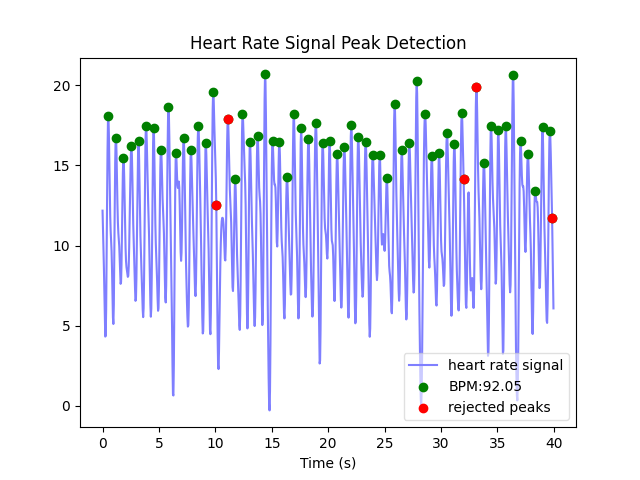 Heart Rate Signal Peak Detection
20
15
10
5
0
heart rate signal
BPM:92.05
rejected peaks
0 5 10 15 20 25 30 35 40
Time (s)